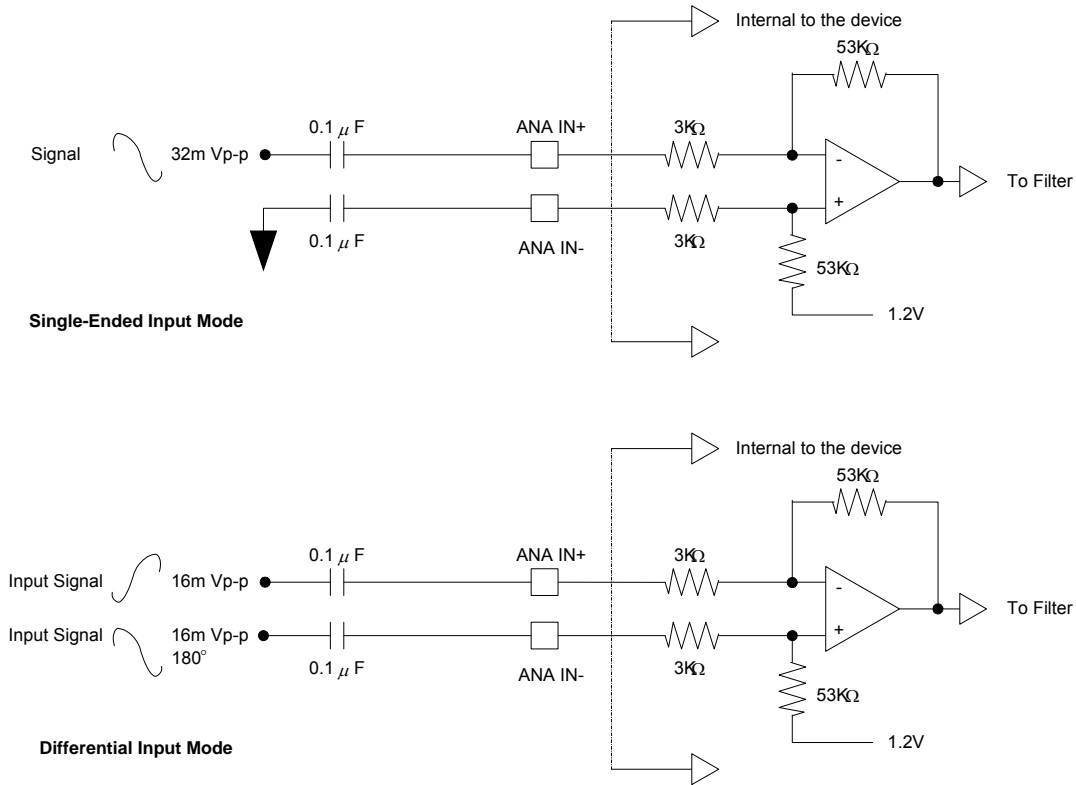 Internal to the device
53KΩ
0.1 μ F
ANA IN+
3KΩ
Signal
32m Vp-p
-
To Filter
+
0.1 μ F
ANA IN-
3KΩ
53KΩ
1.2V
Single-Ended Input Mode
Internal to the device
53KΩ
0.1 μ F
ANA IN+
3KΩ
Input Signal
16m Vp-p
-
To Filter
Input Signal
16m Vp-p
180°
+
0.1 μ F
ANA IN-
3KΩ
53KΩ
1.2V
Differential Input Mode